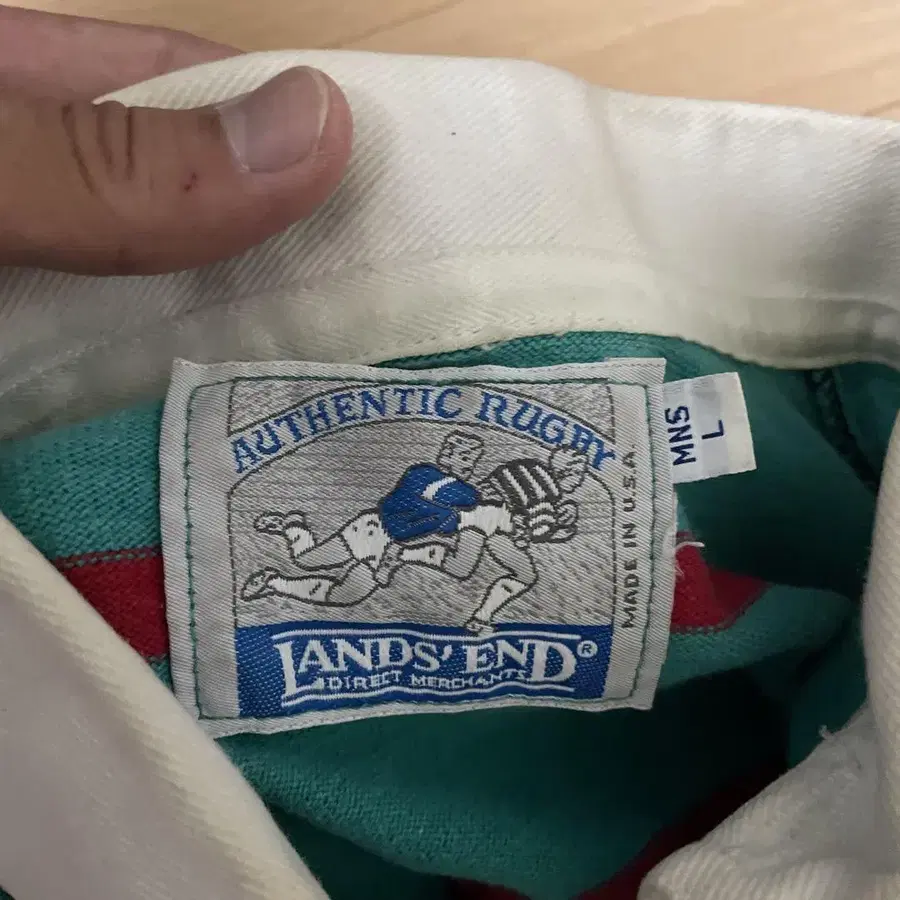 AUTHENTIC RUGBY
MADE IN U.S.A.
LANDS' END®
DIRECT MERCHANTS
MNS
L